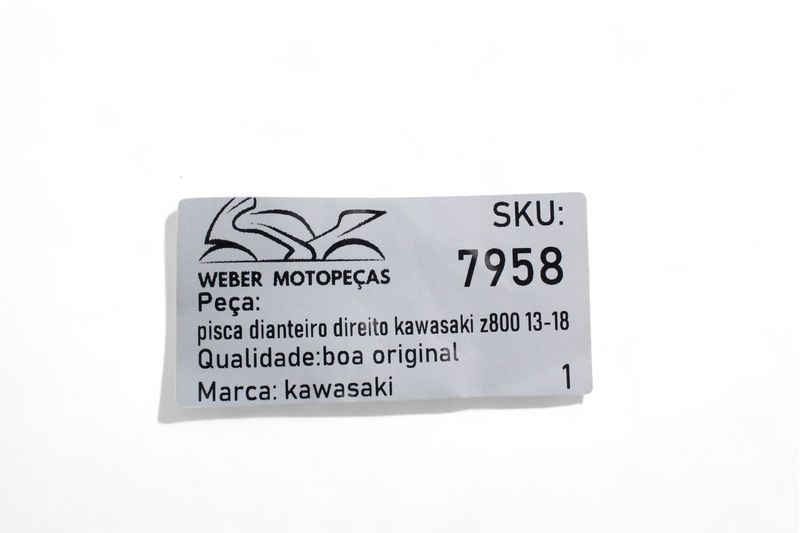 SKU:
7958
WEBER MOTOPEÇAS
Peça:
pisca dianteiro direito kawasaki z800 13-18
Qualidade:boa original
Marca: kawasaki
1